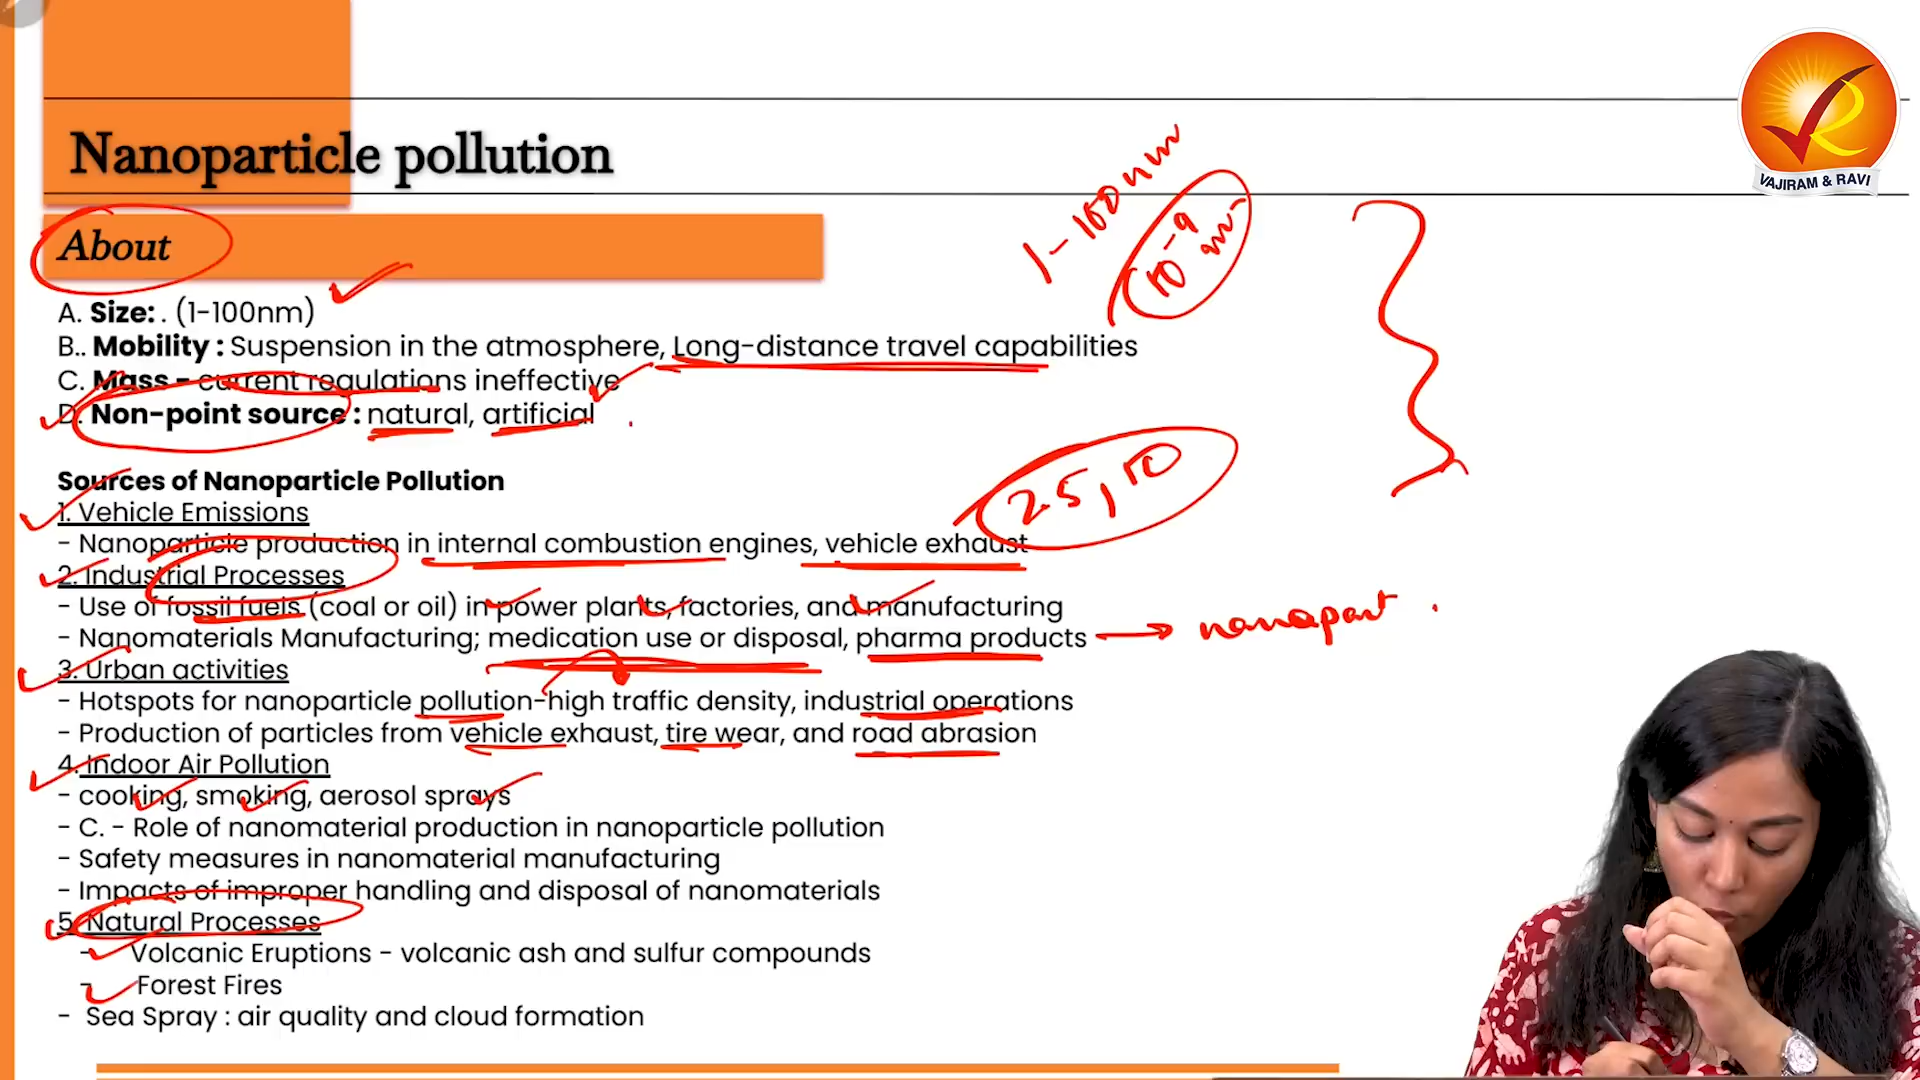 Nanoparticle pollution
VAJIRAM & RAVI
About
1-100nm
10-9 m
A. Size: . (1-100nm)
B.. Mobility : Suspension in the atmosphere, Long-distance travel capabilities
C. Mass - current regulations ineffective
D. Non-point source : natural, artificial
2.5, 10
Sources of Nanoparticle Pollution
1. Vehicle Emissions
- Nanoparticle production in internal combustion engines, vehicle exhaust
2. Industrial Processes
- Use of fossil fuels (coal or oil) in power plants, factories, and manufacturing
- Nanomaterials Manufacturing; medication use or disposal, pharma products → nanopart.
3. Urban activities
- Hotspots for nanoparticle pollution-high traffic density, industrial operations
- Production of particles from vehicle exhaust, tire wear, and road abrasion
4. Indoor Air Pollution
- cooking, smoking, aerosol sprays
- C. - Role of nanomaterial production in nanoparticle pollution
- Safety measures in nanomaterial manufacturing
- Impacts of improper handling and disposal of nanomaterials
5. Natural Processes
- Volcanic Eruptions - volcanic ash and sulfur compounds
- Forest Fires
- Sea Spray : air quality and cloud formation